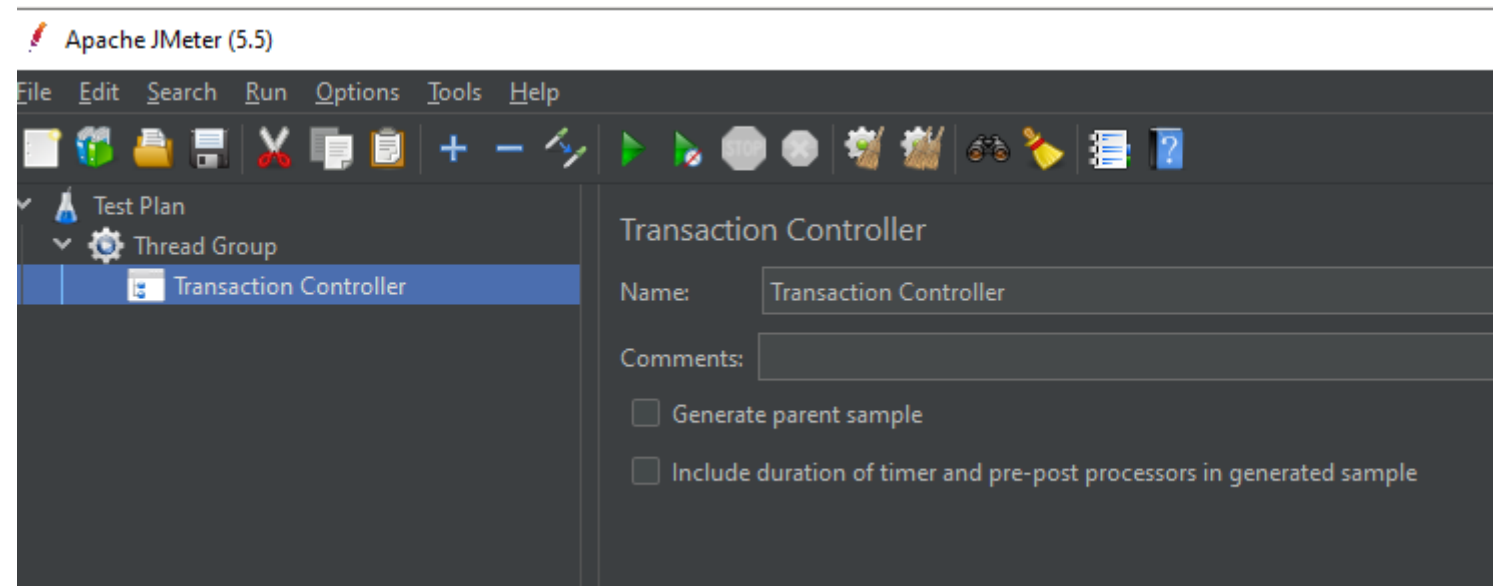 Apache JMeter (5.5)
File Edit Search Run Options Tools Help
STOP
?
Test Plan
Thread Group
Transaction Controller
Transaction Controller
Name: Transaction Controller
Comments:
Generate parent sample
Include duration of timer and pre-post processors in generated sample